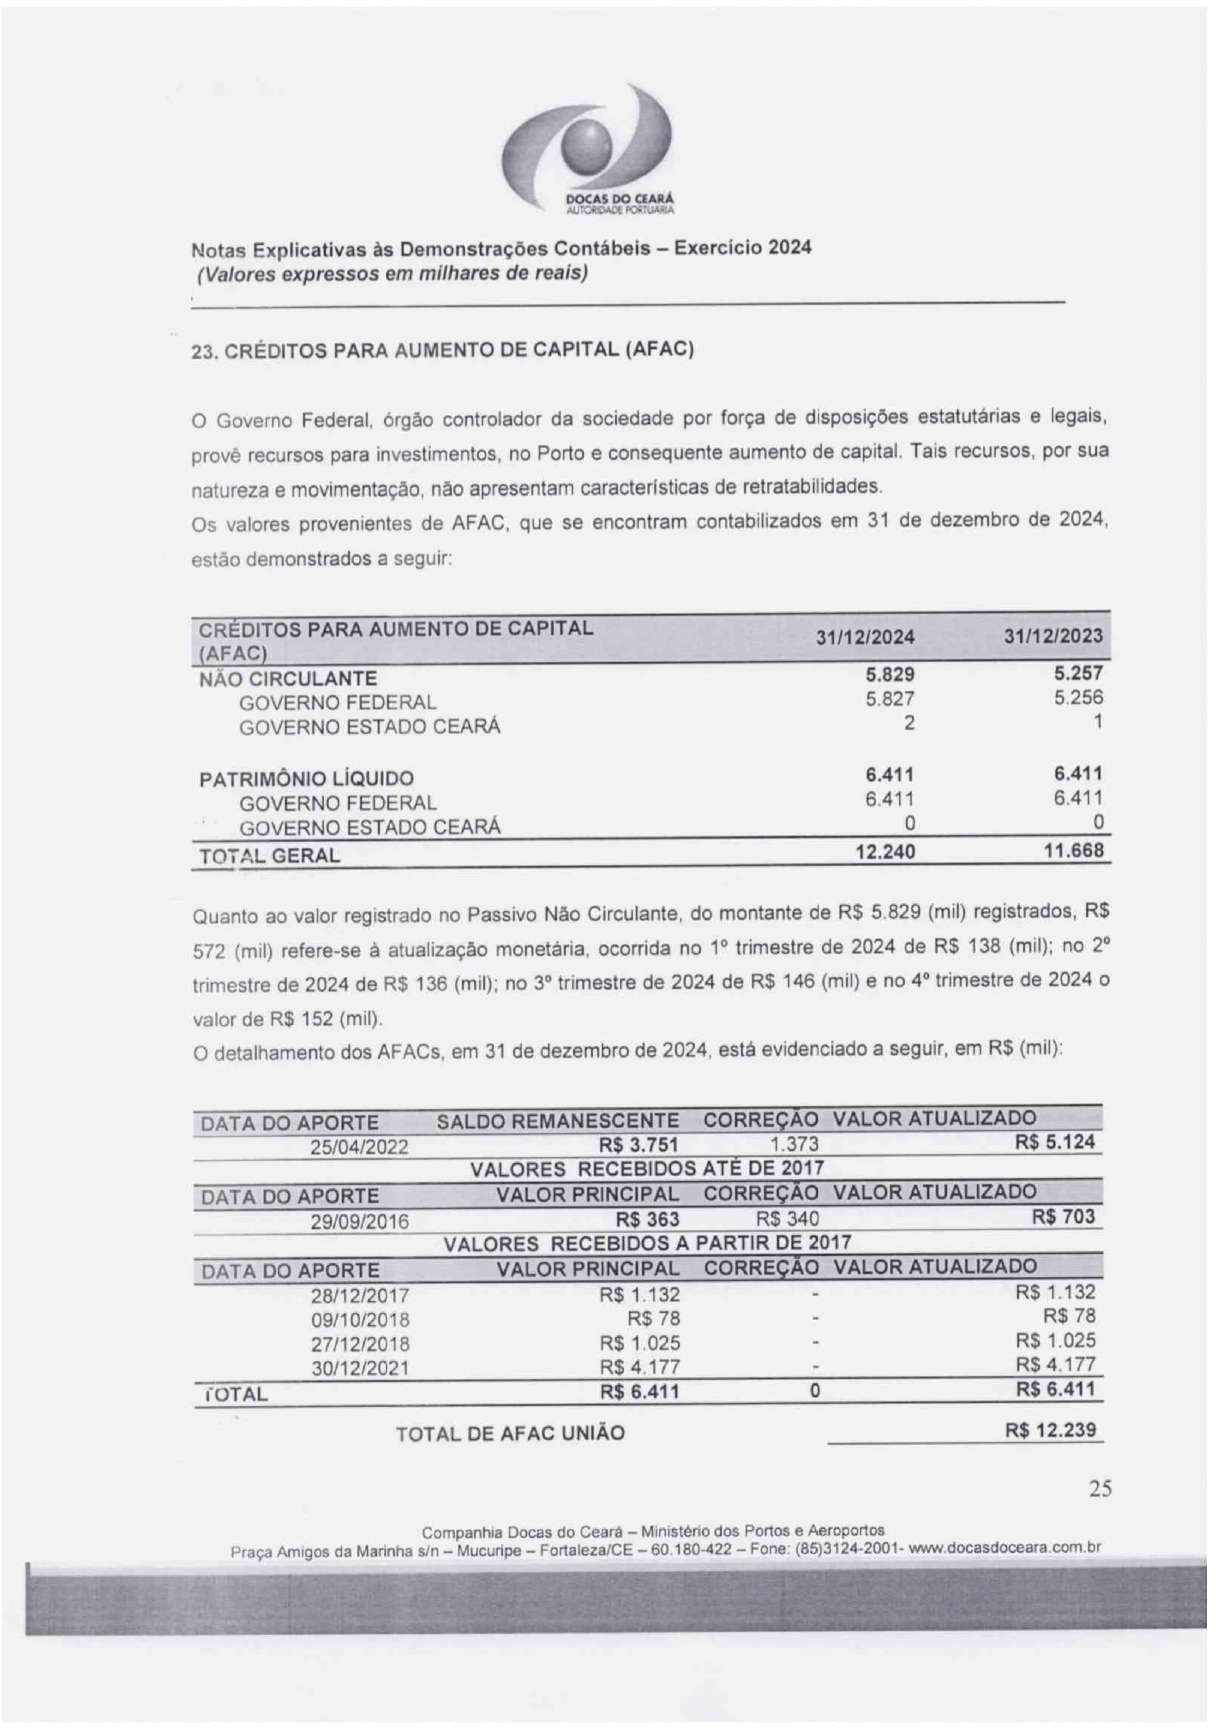 DOCAS DO CEARÁ
AUTORIDADE PORTUÁRIA
Notas Explicativas às Demonstrações Contábeis – Exercício 2024
(Valores expressos em milhares de reais)
23. CRÉDITOS PARA AUMENTO DE CAPITAL (AFAC)
O Governo Federal, órgão controlador da sociedade por força de disposições estatutárias e legais,
provê recursos para investimentos, no Porto e consequente aumento de capital. Tais recursos, por sua
natureza e movimentação, não apresentam características de retratabilidades.
Os valores provenientes de AFAC, que se encontram contabilizados em 31 de dezembro de 2024,
estão demonstrados a seguir:
CRÉDITOS PARA AUMENTO DE CAPITAL
(AFAC) 31/12/2024 31/12/2023
NÃO CIRCULANTE 5.829 5.257
GOVERNO FEDERAL 5.827 5.256
GOVERNO ESTADO CEARÁ 2 1
PATRIMÔNIO LÍQUIDO 6.411 6.411
GOVERNO FEDERAL 6.411 6.411
GOVERNO ESTADO CEARÁ 0 0
TOTAL GERAL 12.240 11.668
Quanto ao valor registrado no Passivo Não Circulante, do montante de R$ 5.829 (mil) registrados, R$
572 (mil) refere-se à atualização monetária, ocorrida no 1º trimestre de 2024 de R$ 138 (mil); no 2º
trimestre de 2024 de R$ 136 (mil); no 3º trimestre de 2024 de R$ 146 (mil) e no 4º trimestre de 2024 o
valor de R$ 152 (mil).
O detalhamento dos AFACs, em 31 de dezembro de 2024, está evidenciado a seguir, em R$ (mil):
DATA DO APORTE SALDO REMANESCENTE CORREÇÃO VALOR ATUALIZADO
25/04/2022 R$ 3.751 1.373 R$ 5.124
VALORES RECEBIDOS ATÉ DE 2017
DATA DO APORTE VALOR PRINCIPAL CORREÇÃO VALOR ATUALIZADO
29/09/2016 R$ 363 R$ 340 R$ 703
VALORES RECEBIDOS A PARTIR DE 2017
DATA DO APORTE VALOR PRINCIPAL CORREÇÃO VALOR ATUALIZADO
28/12/2017 R$ 1.132 - R$ 1.132
09/10/2018 R$ 78 - R$ 78
27/12/2018 R$ 1.025 - R$ 1.025
30/12/2021 R$ 4.177 - R$ 4.177
TOTAL R$ 6.411 0 R$ 6.411
TOTAL DE AFAC UNIÃO R$ 12.239
25
Companhia Docas do Ceará – Ministério dos Portos e Aeroportos
Praça Amigos da Marinha s/n – Mucuripe – Fortaleza/CE – 60.180-422 – Fone: (85)3124-2001- www.docasdoceara.com.br